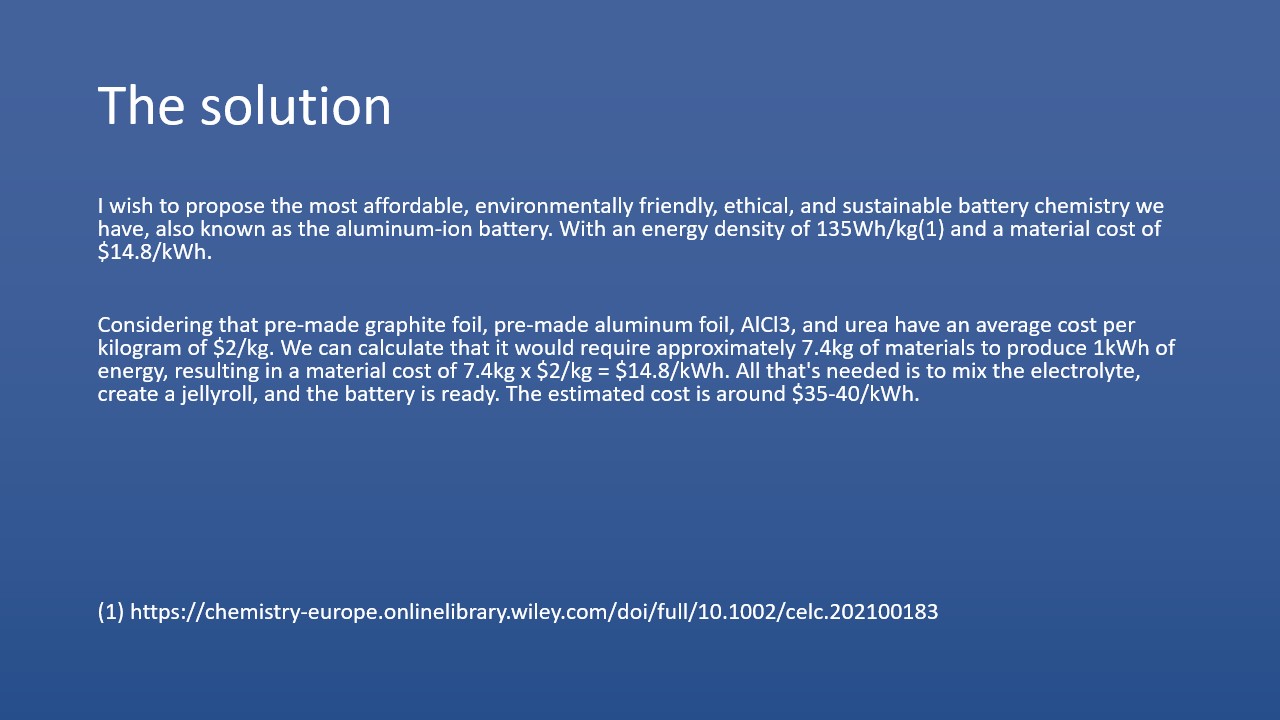 The solution
I wish to propose the most affordable, environmentally friendly, ethical, and sustainable battery chemistry we
have, also known as the aluminum-ion battery. With an energy density of 135Wh/kg(1) and a material cost of
$14.8/kWh.
Considering that pre-made graphite foil, pre-made aluminum foil, AlCl3, and urea have an average cost per
kilogram of $2/kg. We can calculate that it would require approximately 7.4kg of materials to produce 1kWh of
energy, resulting in a material cost of 7.4kg x $2/kg = $14.8/kWh. All that's needed is to mix the electrolyte,
create a jellyroll, and the battery is ready. The estimated cost is around $35-40/kWh.
(1) https://chemistry-europe.onlinelibrary.wiley.com/doi/full/10.1002/celc.202100183